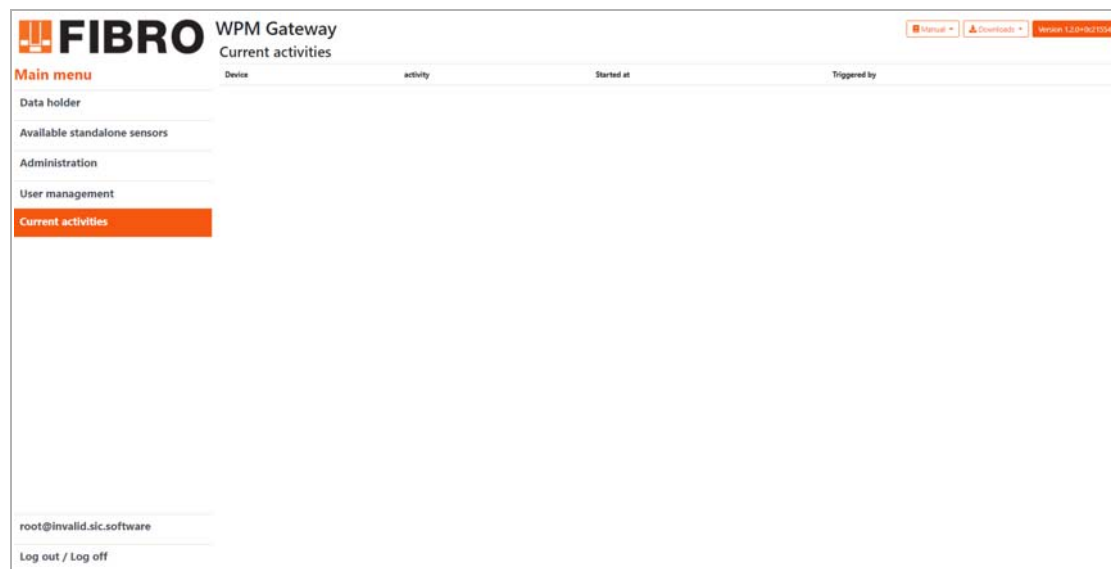 FIBRO
WPM Gateway
Current activities
Manual
Downloads
Main menu
Device activity Started at Triggered by
Data holder
Available standalone sensors
Administration
User management
Current activities
root@invalid.sic.software
Log out / Log off